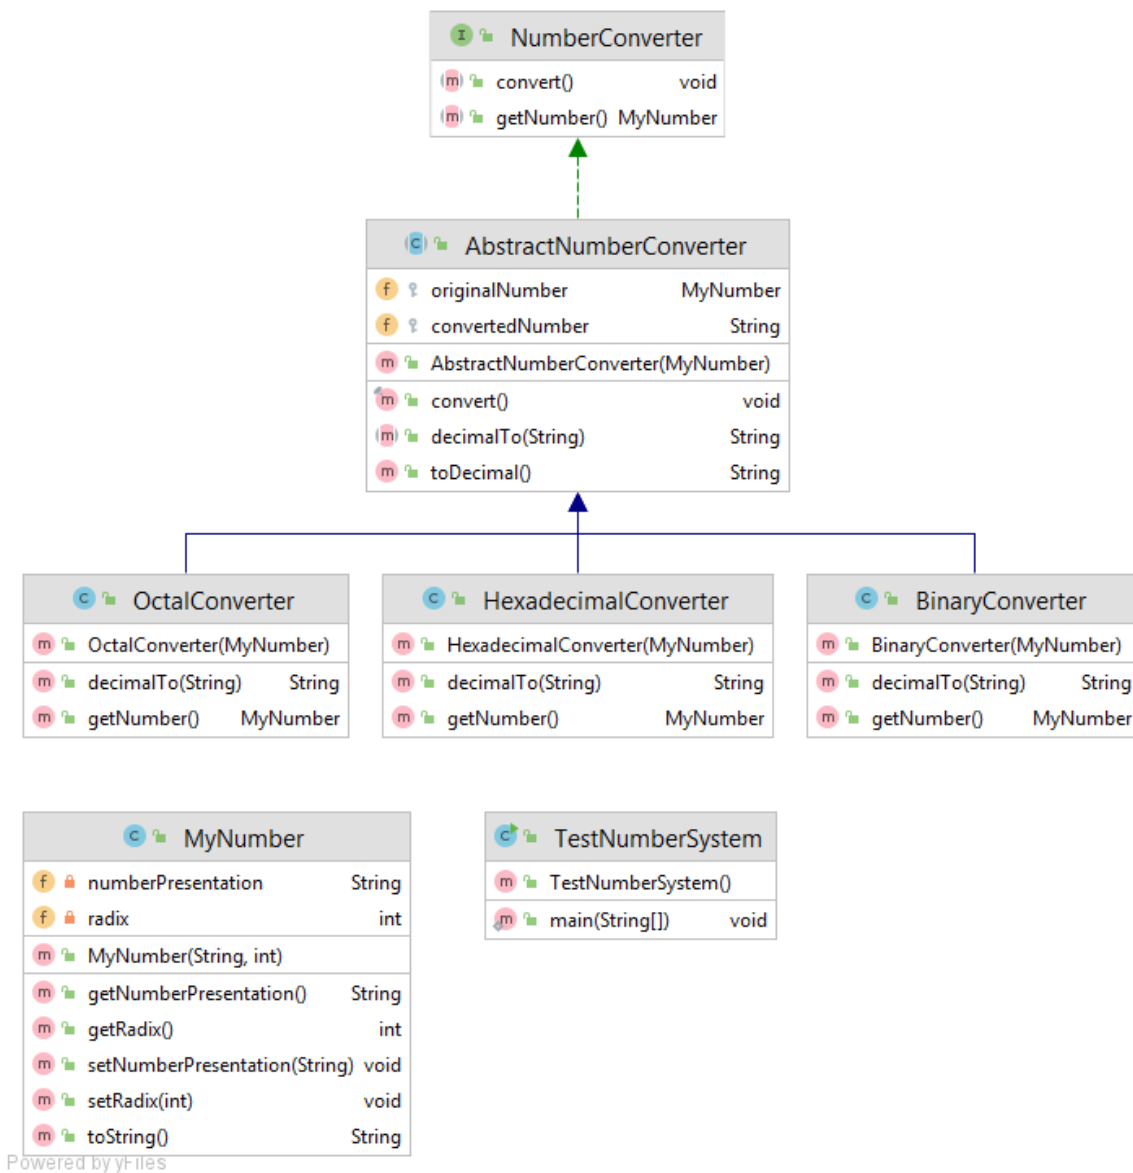 NumberConverter
convert() void
getNumber() MyNumber
AbstractNumberConverter
originalNumber MyNumber
convertedNumber String
AbstractNumberConverter(MyNumber)
convert() void
decimalTo(String) String
toDecimal() String
OctalConverter
OctalConverter(MyNumber)
decimalTo(String) String
getNumber() MyNumber
HexadecimalConverter
HexadecimalConverter(MyNumber)
decimalTo(String) String
getNumber() MyNumber
BinaryConverter
BinaryConverter(MyNumber)
decimalTo(String) String
getNumber() MyNumber
MyNumber
numberPresentation String
radix int
MyNumber(String, int)
getNumberPresentation() String
getRadix() int
setNumberPresentation(String) void
setRadix(int) void
toString() String
TestNumberSystem
TestNumberSystem()
main(String[]) void
Powered by yFiles